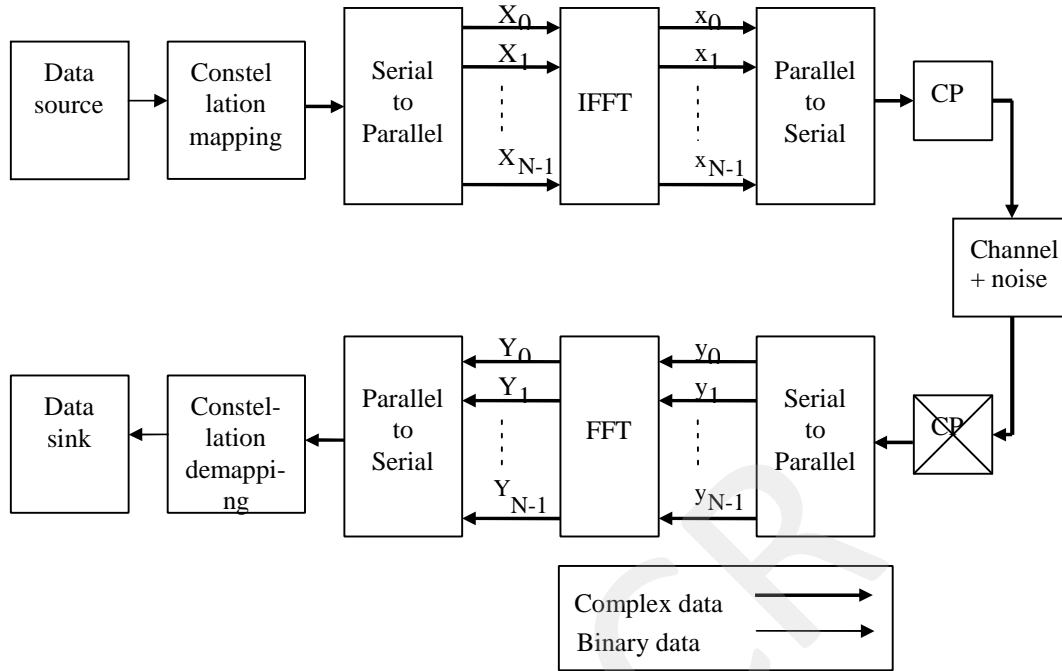 Data
source
Constel
lation
mapping
Serial
to
Parallel
X0
X1
XN-1
IFFT
x0
x1
xN-1
Parallel
to
Serial
CP
Channel
+ noise
Data
sink
Constel-
lation
demappi-
ng
Parallel
to
Serial
Y0
Y1
YN-1
FFT
y0
y1
yN-1
Serial
to
Parallel
CP
Complex data
Binary data
CR